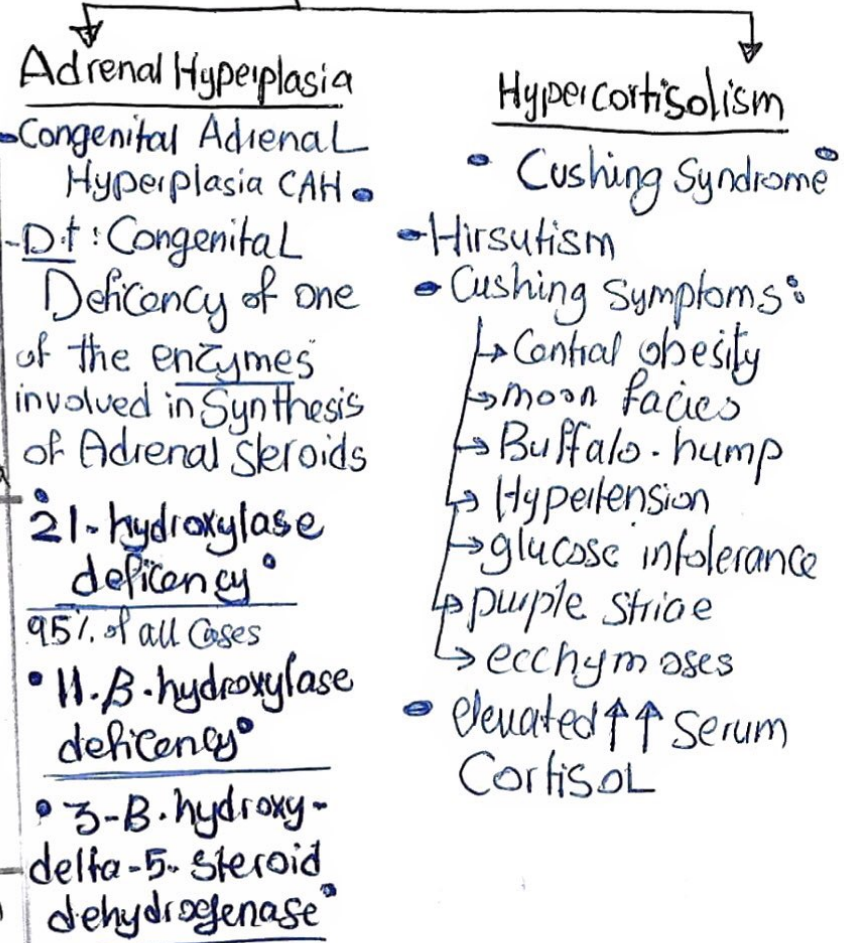 Adrenal Hyperplasia
-Congenital Adrenal
Hyperplasia CAH.
-D.t : Congenital
Deficency of one
of the enzymes
involved in Synthesis
of Adrenal Steroids
• 21-hydroxylase
deficency •
95% of all Cases
• 11.B.hydroxylase
deficency •
• 3-B.hydroxy-
delta-5. Steroid
dehydrogenase •
Hypercortisolism
• Cushing Syndrome •
- Hirsutism
• Cushing Symptoms:
→ Central obesity
→ moon facies
→ Buffalo.hump
→ Hypertension
→ glucose intolerance
→ purple striae
→ ecchymoses
• elevated ↑↑ Serum
Cortisol